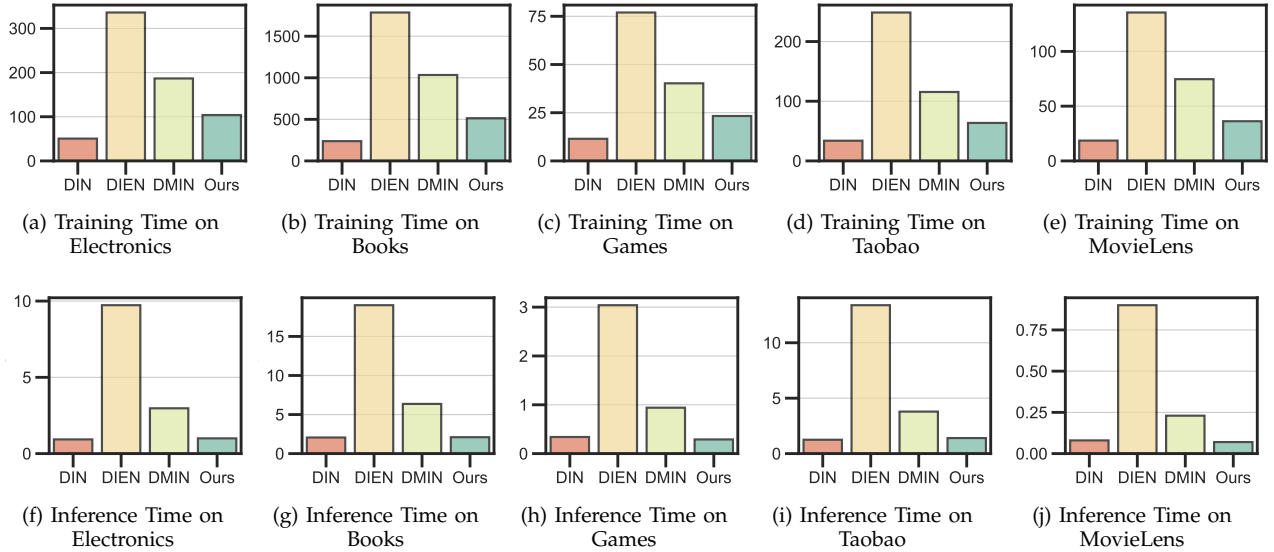 300
200
100
0
DIN DIEN DMIN Ours
(a) Training Time on
Electronics
1500
1000
500
0
DIN DIEN DMIN Ours
(b) Training Time on
Books
75
50
25
0
DIN DIEN DMIN Ours
(c) Training Time on
Games
200
100
0
DIN DIEN DMIN Ours
(d) Training Time on
Taobao
100
50
0
DIN DIEN DMIN Ours
(e) Training Time on
MovieLens
10
5
0
DIN DIEN DMIN Ours
(f) Inference Time on
Electronics
15
10
5
0
DIN DIEN DMIN Ours
(g) Inference Time on
Books
3
2
1
0
DIN DIEN DMIN Ours
(h) Inference Time on
Games
10
5
0
DIN DIEN DMIN Ours
(i) Inference Time on
Taobao
0.75
0.50
0.25
0.00
DIN DIEN DMIN Ours
(j) Inference Time on
MovieLens